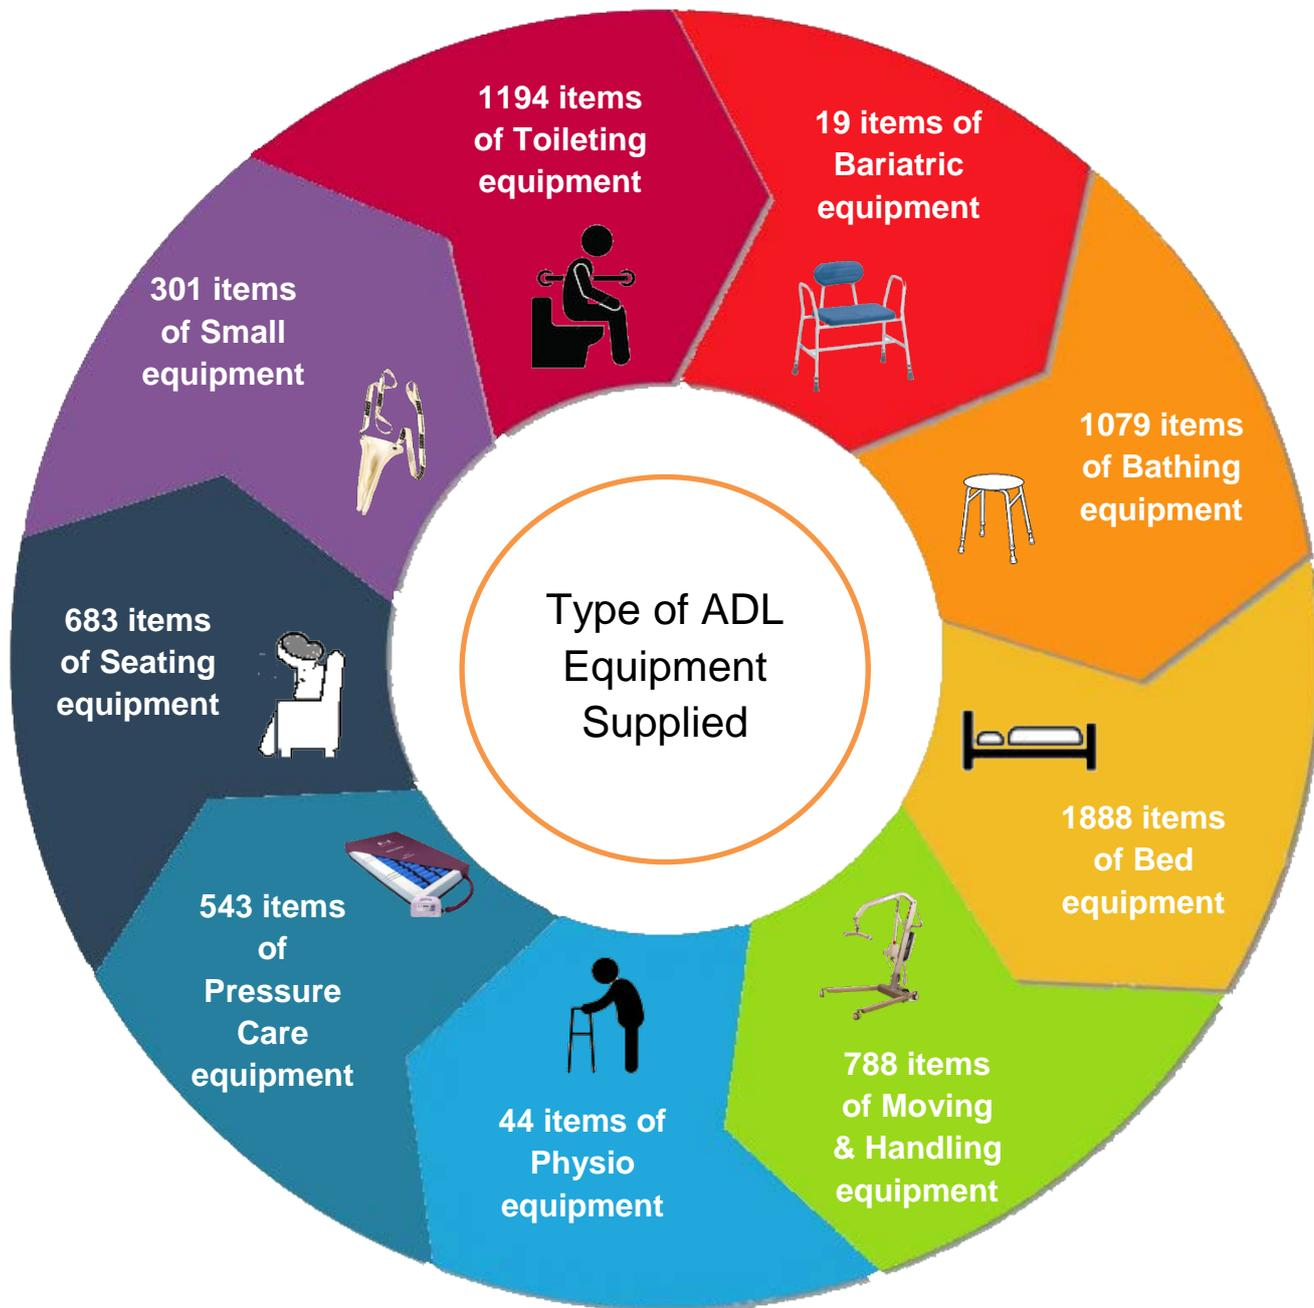 1194 items
of Toileting
equipment
19 items of
Bariatric
equipment
1079 items
of Bathing
equipment
1888 items
of Bed
equipment
788 items
of Moving
& Handling
equipment
44 items of
Physio
equipment
543 items
of
Pressure
Care
equipment
683 items
of Seating
equipment
301 items
of Small
equipment
Type of ADL
Equipment
Supplied